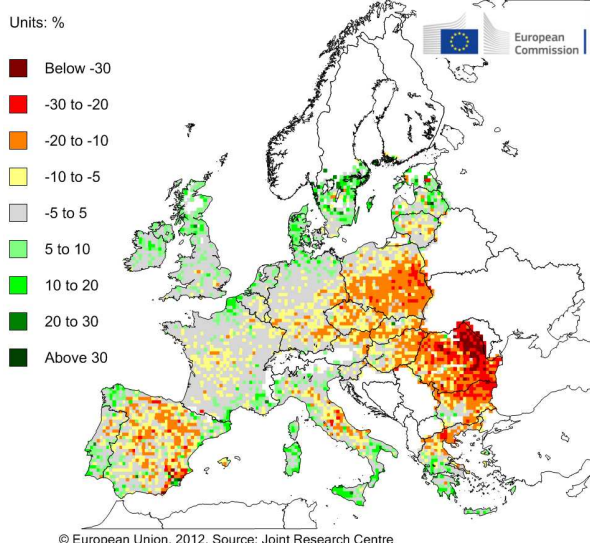 Units: %
European
Commission
Below -30
-30 to -20
-20 to -10
-10 to -5
-5 to 5
5 to 10
10 to 20
20 to 30
Above 30
© European Union, 2012. Source: Joint Research Centre